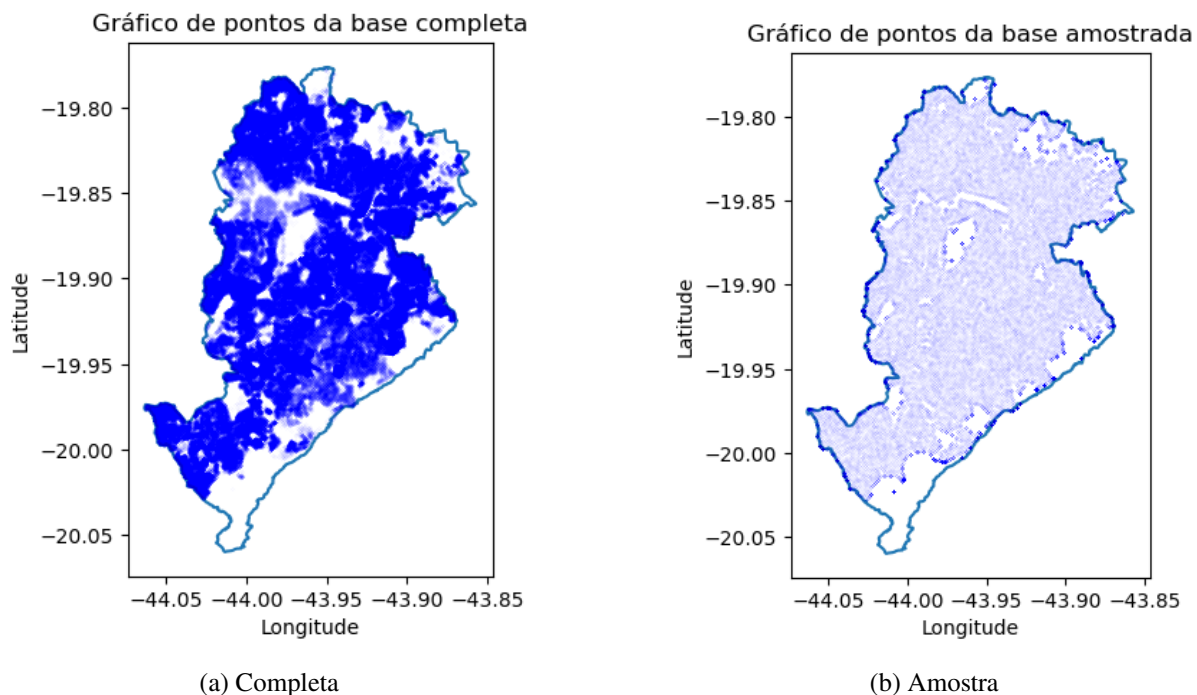 Gráfico de pontos da base completa
−19.80
−19.85
−19.90
−19.95
−20.00
−20.05
Latitude
−44.05 −44.00 −43.95 −43.90 −43.85
Longitude
(a) Completa
Gráfico de pontos da base amostrada
−19.80
−19.85
−19.90
−19.95
−20.00
−20.05
Latitude
−44.05 −44.00 −43.95 −43.90 −43.85
Longitude
(b) Amostra